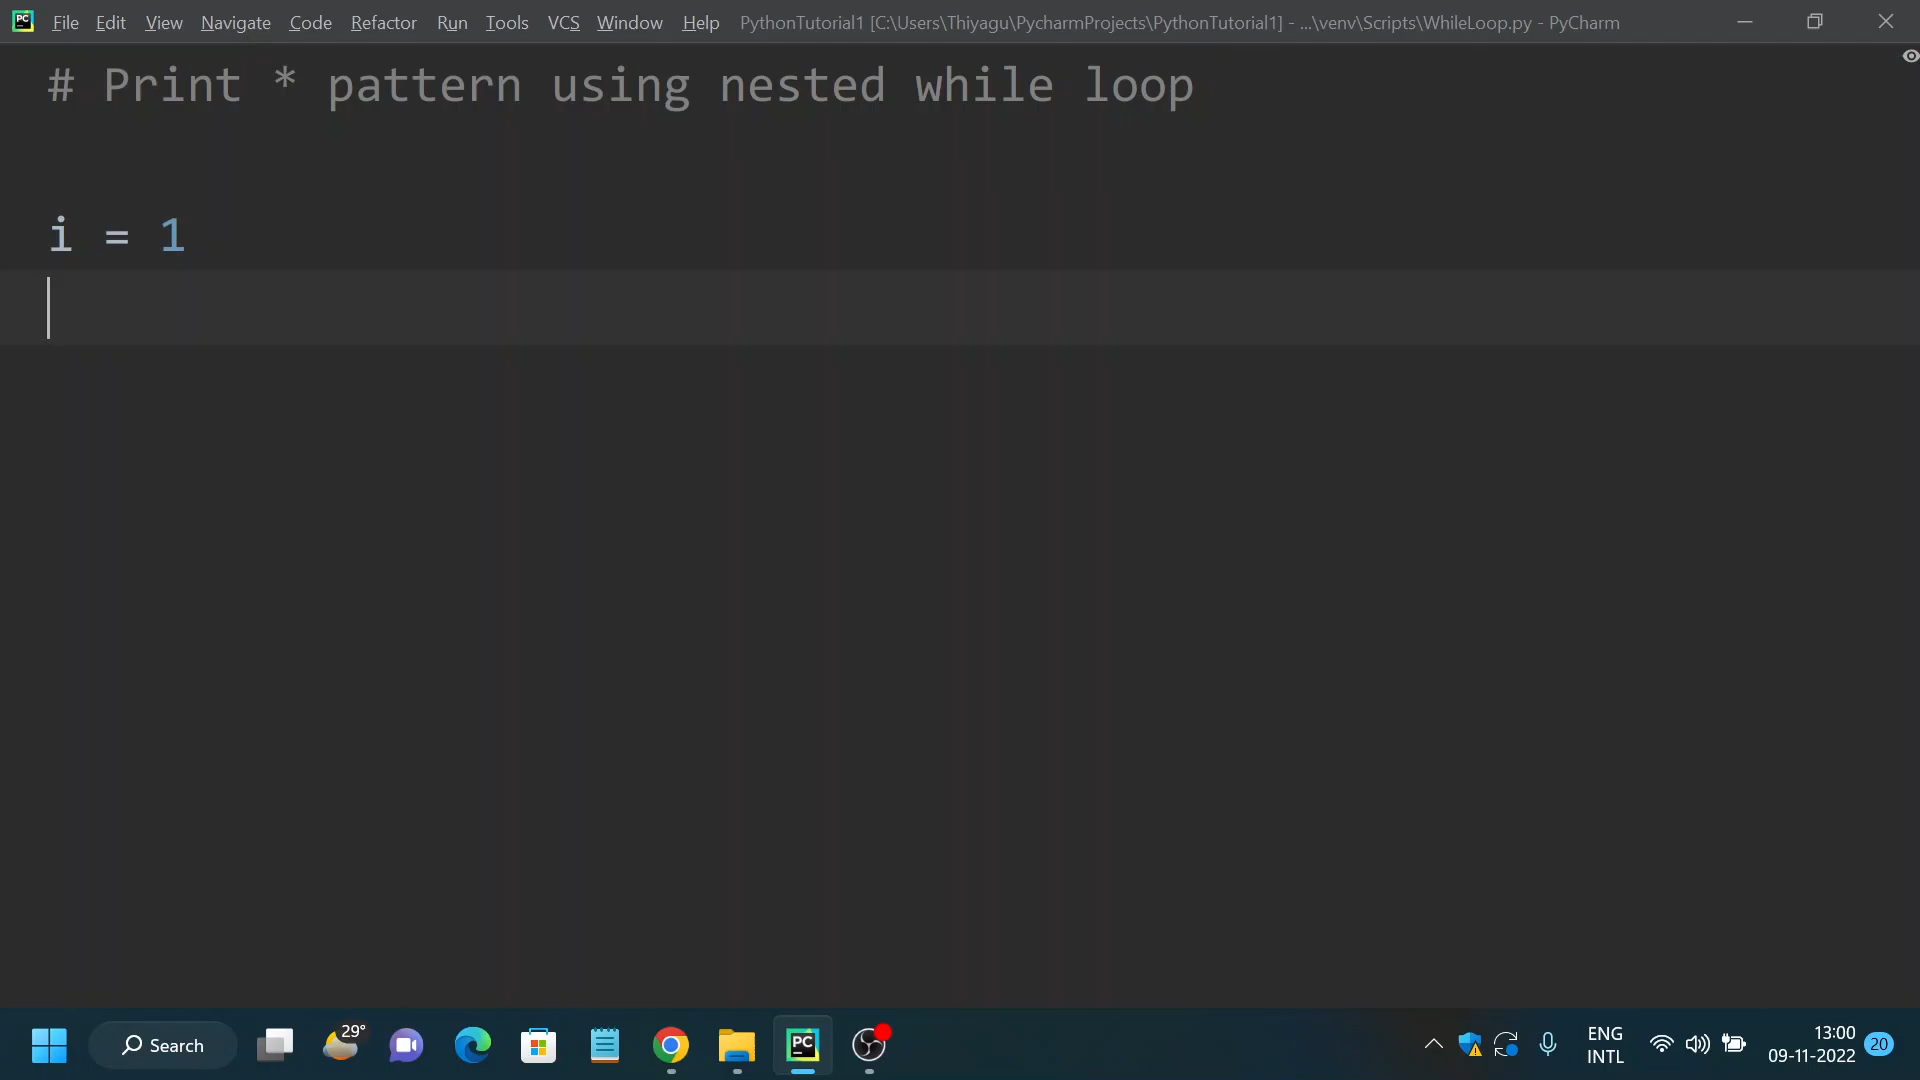 PC File Edit View Navigate Code Refactor Run Tools VCS Window Help PythonTutorial1 [C:\Users\Thiyagu\PycharmProjects\PythonTutorial1] - ...\venv\Scripts\WhileLoop.py - PyCharm
# Print * pattern using nested while loop
i = 1
Search 29° PC ENG INTL 13:00 09-11-2022 20